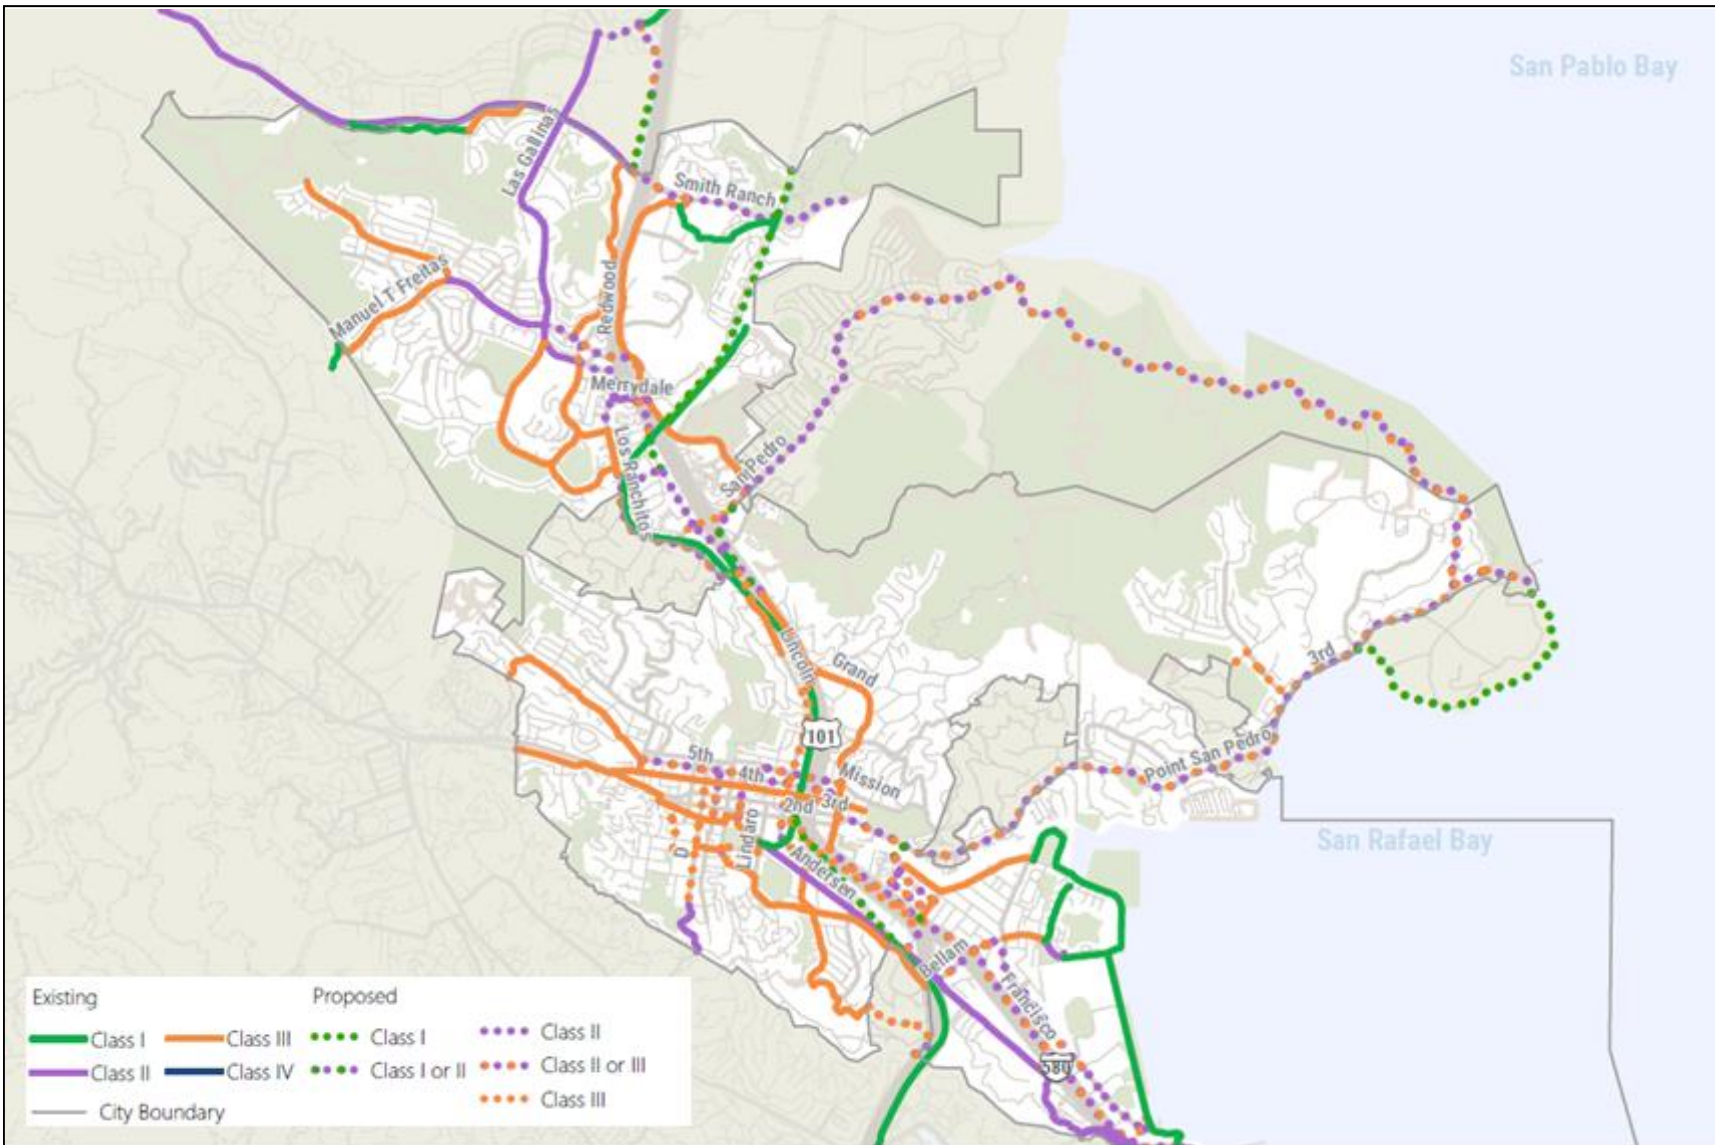 San Pablo Bay
Las Gallinas
Smith Ranch
Manuel T Freitas
Redwood
Merrydale
Los Ranchitos
San Pedro
Lincoln
Grand
3rd
101
Point San Pedro
5th
4th
Mission
2nd
3rd
Lindaro
D
Andersen
San Rafael Bay
Bellam
Francisco
580
Existing
Proposed
Class I
Class III
Class I
Class II
Class II
Class IV
Class I or II
Class II or III
Class III
City Boundary